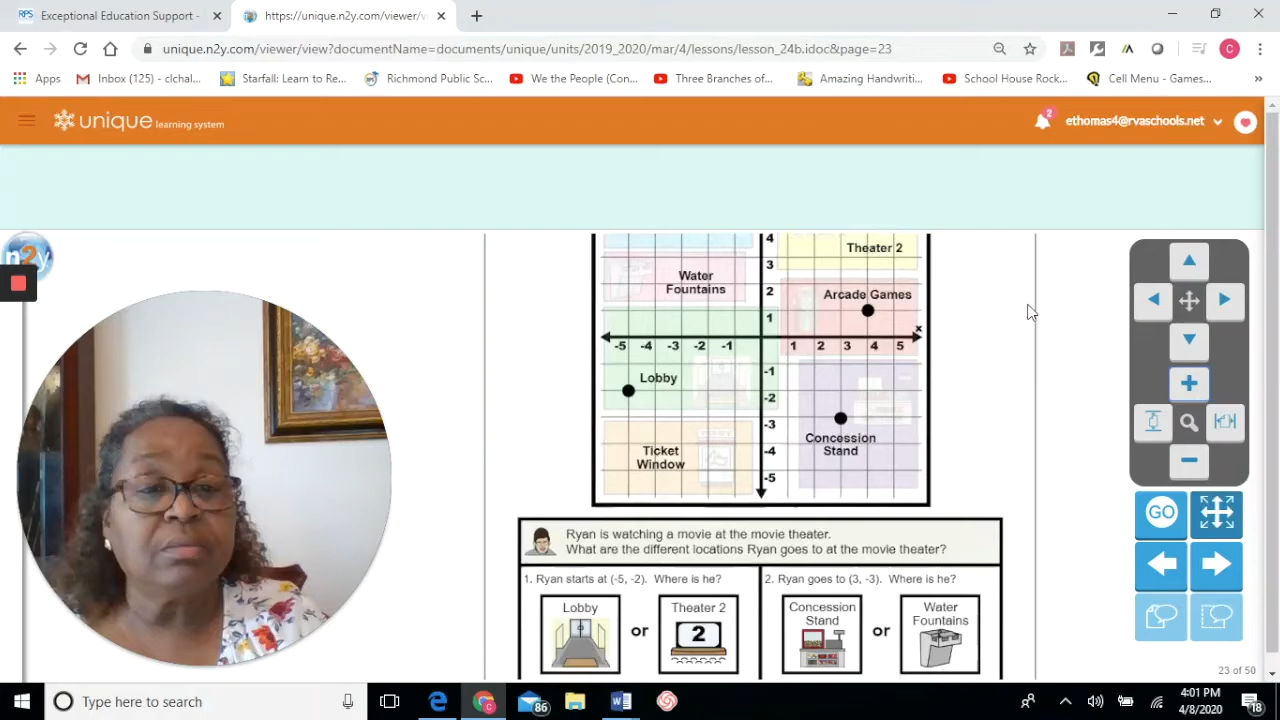 Exceptional Education Support -
https://unique.n2y.com/viewer/v
unique.n2y.com/viewer/view?documentName=documents/unique/units/2019_2020/mar/4/lessons/lesson_24b.idoc&page=23
Apps
Inbox (125) - clchal...
Starfall: Learn to Re...
Richmond Public Sc...
We the People (Con...
Three Branches of...
Amazing Handwriti...
School House Rock...
Cell Menu - Games...
»
unique learning system
2
ethomas4@rvaschools.net
n2y
4
Theater 2
3
Water
Fountains
2
Arcade Games
1
x
-5 -4 -3 -2 -1 1 2 3 4 5
-1
Lobby
-2
-3
Concession
Stand
Ticket
Window
-4
-5
Ryan is watching a movie at the movie theater.
What are the different locations Ryan goes to at the movie theater?
1. Ryan starts at (-5, -2). Where is he?
Lobby
or
Theater 2
2
2. Ryan goes to (3, -3). Where is he?
Concession
Stand
or
Water
Fountains
GO
23 of 50
Type here to search
86
4:01 PM
4/8/2020
18